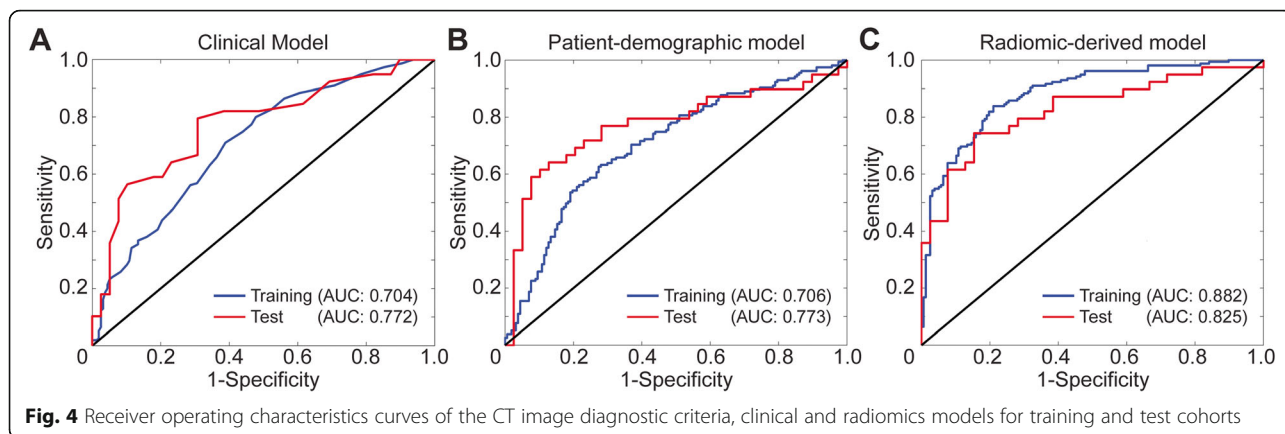 A Clinical Model
1.0
0.8
0.6
0.4
0.2
Sensitivity
0 0.2 0.4 0.6 0.8 1.0
1-Specificity
Training (AUC: 0.704)
Test (AUC: 0.772)
B Patient-demographic model
1.0
0.8
0.6
0.4
0.2
Sensitivity
0 0.2 0.4 0.6 0.8 1.0
1-Specificity
Training (AUC: 0.706)
Test (AUC: 0.773)
C Radiomic-derived model
1.0
0.8
0.6
0.4
0.2
Sensitivity
0 0.2 0.4 0.6 0.8 1.0
1-Specificity
Training (AUC: 0.882)
Test (AUC: 0.825)
Fig. 4 Receiver operating characteristics curves of the CT image diagnostic criteria, clinical and radiomics models for training and test cohorts